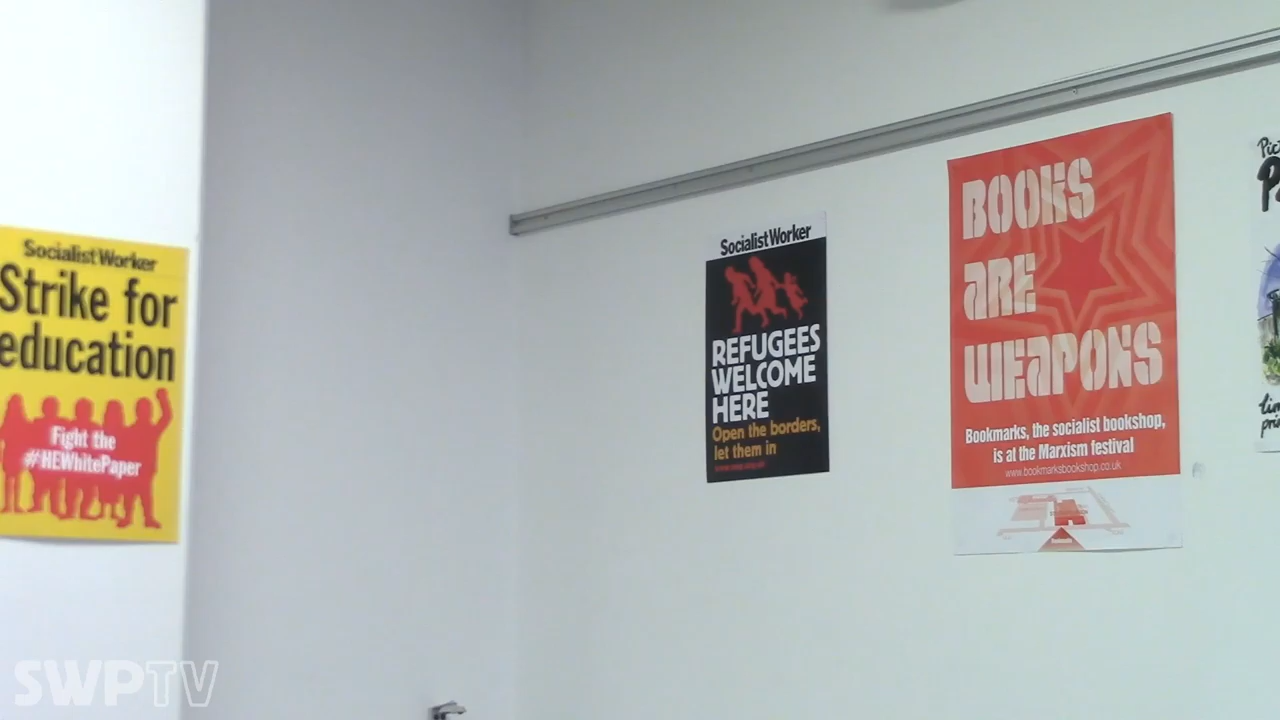 Socialist Worker
Strike for
education
Fight the
#HEWhitePaper
Socialist Worker
REFUGEES
WELCOME
HERE
Open the borders,
let them in
BOOKS
ARE
WEAPONS
Bookmarks, the socialist bookshop,
is at the Marxism festival
www.bookmarksbookshop.co.uk
SWPTV